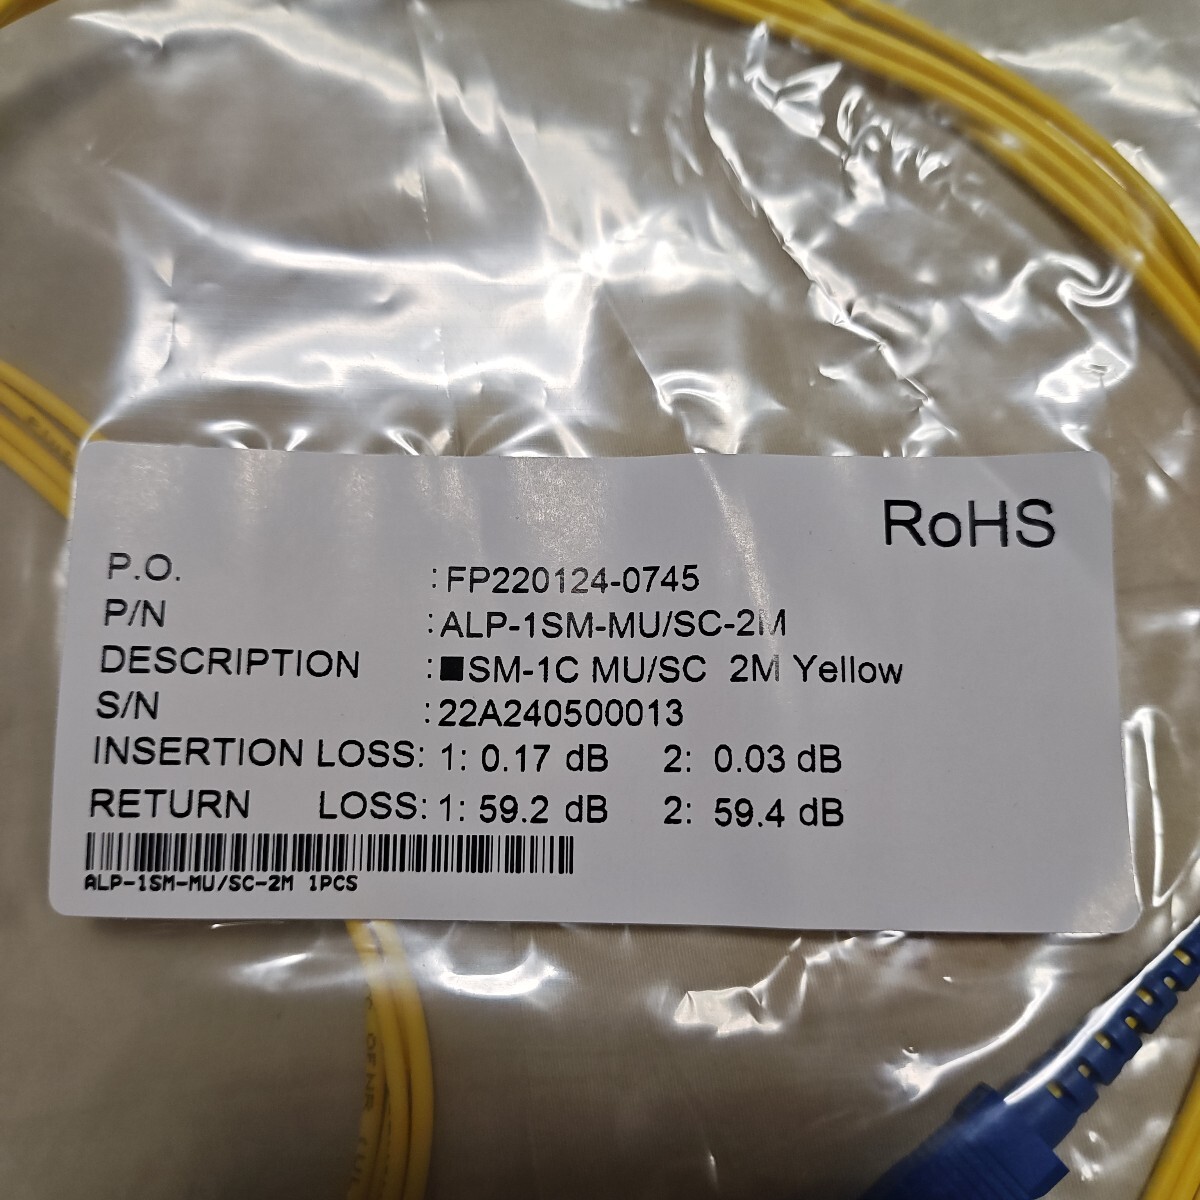 RoHS
P.O. :FP220124-0745
P/N :ALP-1SM-MU/SC-2M
DESCRIPTION :■SM-1C MU/SC 2M Yellow
S/N :22A240500013
INSERTION LOSS: 1: 0.17 dB 2: 0.03 dB
RETURN LOSS: 1: 59.2 dB 2: 59.4 dB
ALP-1SM-MU/SC-2M 1PCS
OFNR